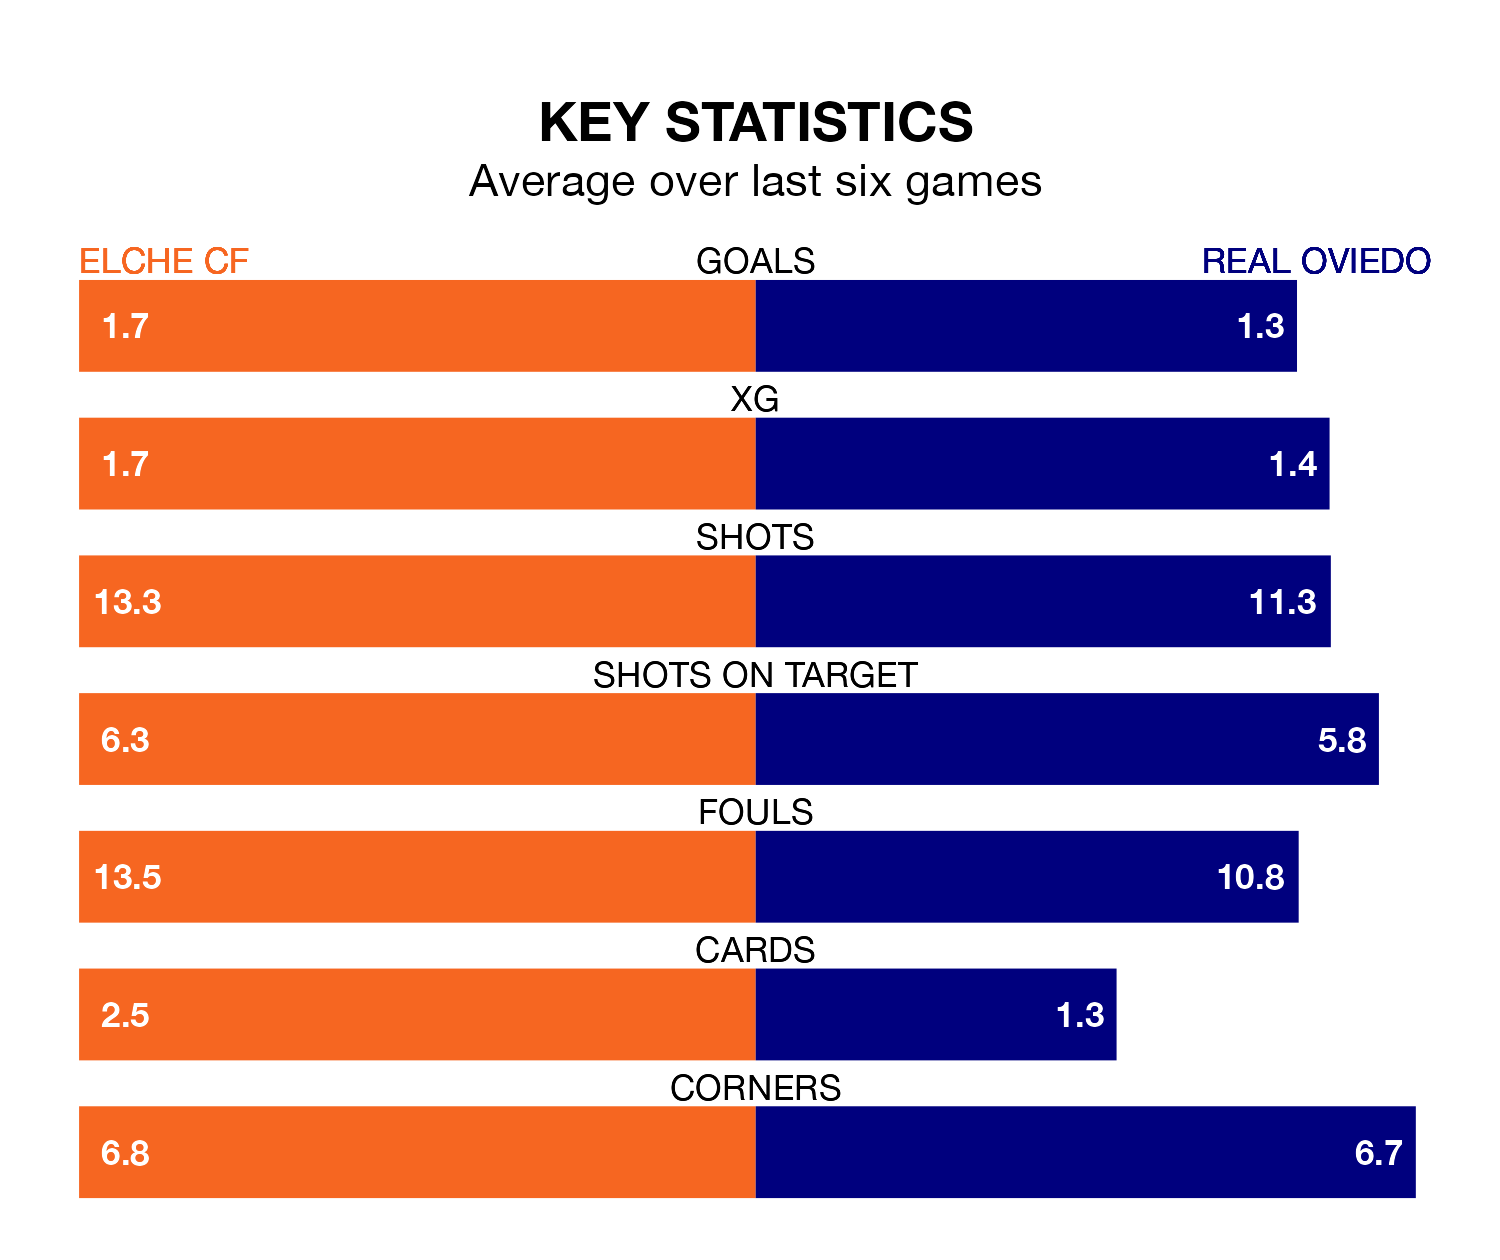 KEY STATISTICS
Average over last six games
ELCHE CF GOALS REAL OVIEDO
1.7 1.3
XG
1.7 1.4
SHOTS
13.3 11.3
SHOTS ON TARGET
6.3 5.8
FOULS
13.5 10.8
CARDS
2.5 1.3
CORNERS
6.8 6.7